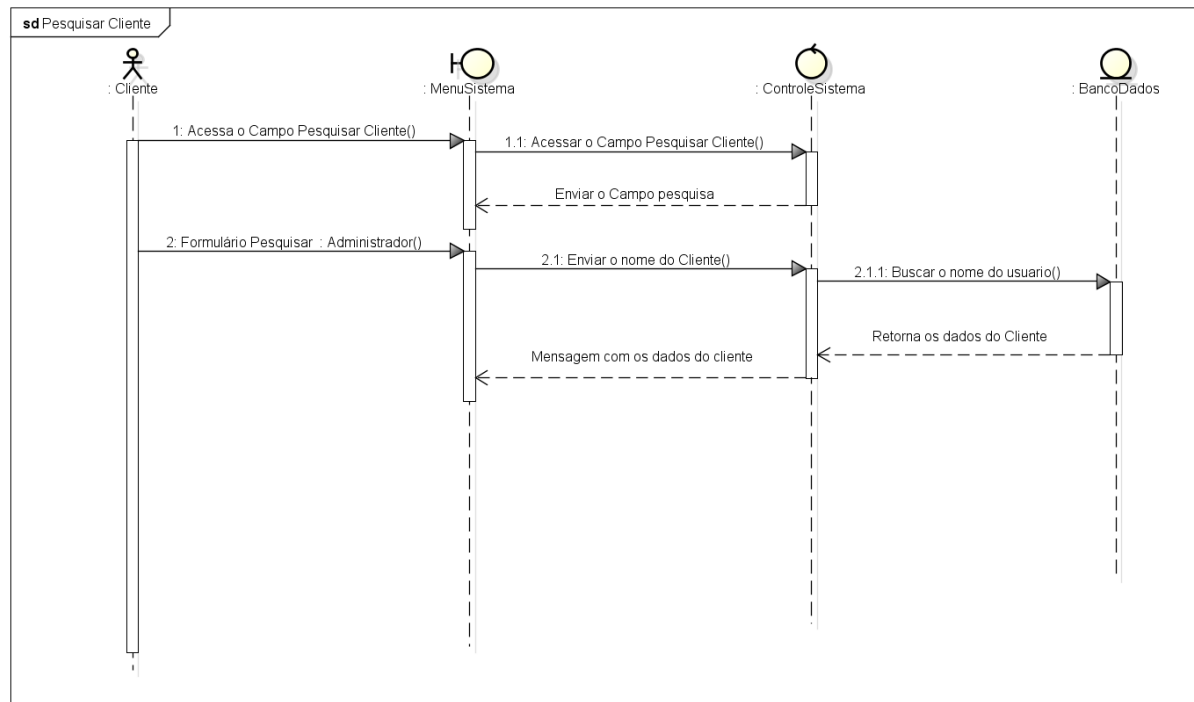 sd Pesquisar Cliente
: Cliente
: MenuSistema
: ControleSistema
: BancoDados
1: Acessa o Campo Pesquisar Cliente()
1.1: Acessar o Campo Pesquisar Cliente()
Enviar o Campo pesquisa
2: Formulário Pesquisar : Administrador()
2.1: Enviar o nome do Cliente()
2.1.1: Buscar o nome do usuario()
Retorna os dados do Cliente
Mensagem com os dados do cliente